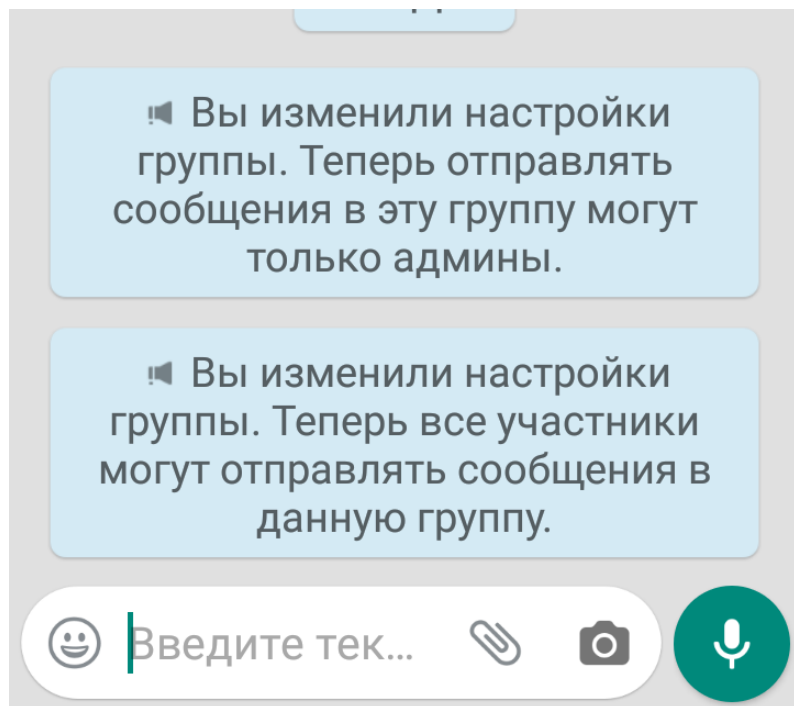 Вы изменили настройки
группы. Теперь отправлять
сообщения в эту группу могут
только админы.
Вы изменили настройки
группы. Теперь все участники
могут отправлять сообщения в
данную группу.
Введите тек...